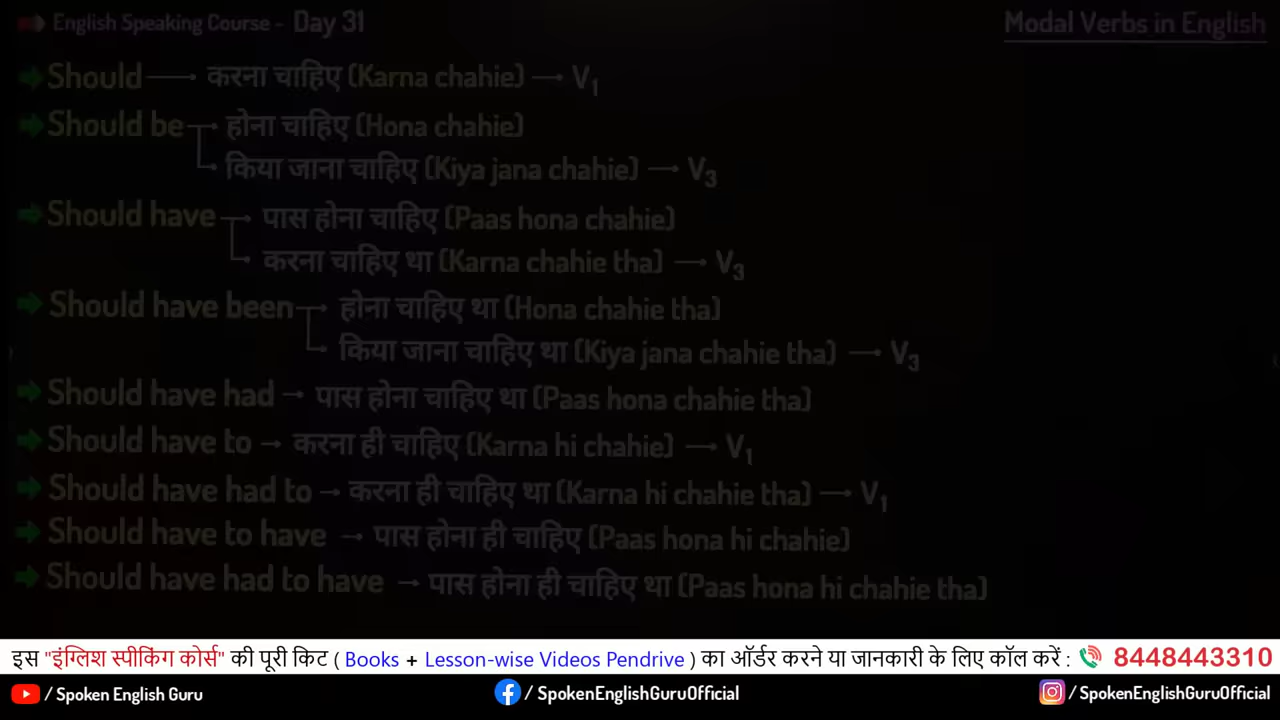 English Speaking Course - Day 31
Modal Verbs in English
Should → करना चाहिए (Karna chahie) → V1
Should be → होना चाहिए (Hona chahie)
→ किया जाना चाहिए (Kiya jana chahie) → V3
Should have → पास होना चाहिए (Paas hona chahie)
→ करना चाहिए था (Karna chahie tha) → V3
Should have been → होना चाहिए था (Hona chahie tha)
→ किया जाना चाहिए था (Kiya jana chahie tha) → V3
Should have had → पास होना चाहिए था (Paas hona chahie tha)
Should have to → करना ही चाहिए (Karna hi chahie) → V1
Should have had to → करना ही चाहिए था (Karna hi chahie tha) → V1
Should have to have → पास होना ही चाहिए (Paas hona hi chahie)
Should have had to have → पास होना ही चाहिए था (Paas hona hi chahie tha)
इस "इंग्लिश स्पीकिंग कोर्स" की पूरी किट ( Books + Lesson-wise Videos Pendrive ) का ऑर्डर करने या जानकारी के लिए कॉल करें : 8448443310
/ Spoken English Guru
/ SpokenEnglishGuruOfficial
/ SpokenEnglishGuruOfficial